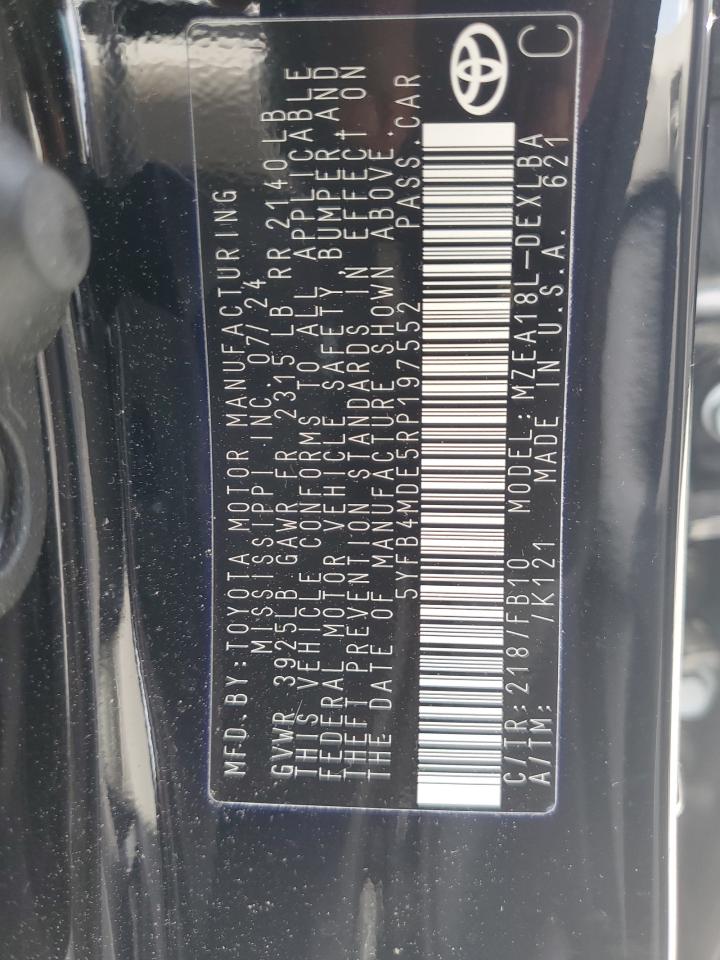 MFD.BY:TOYOTA MOTOR MANUFACTURING
MISSISSIPPI INC. 07/24
GVWR 3925LB GAWR FR 2315 LB RR 2140LB
THIS VEHICLE CONFORMS TO ALL APPLICABLE
FEDERAL MOTOR VEHICLE SAFETY, BUMPER AND
THEFT PREVENTION STANDARDS IN EFFECT ON
THE DATE OF MANUFACTURE SHOWN ABOVE.
5YFB4MDE5RP197552 PASS.CAR
C/TR:218/FB10 MODEL:MZEA18L-DEXLBA
A/TM: /K121 MADE IN U.S.A. 621
C